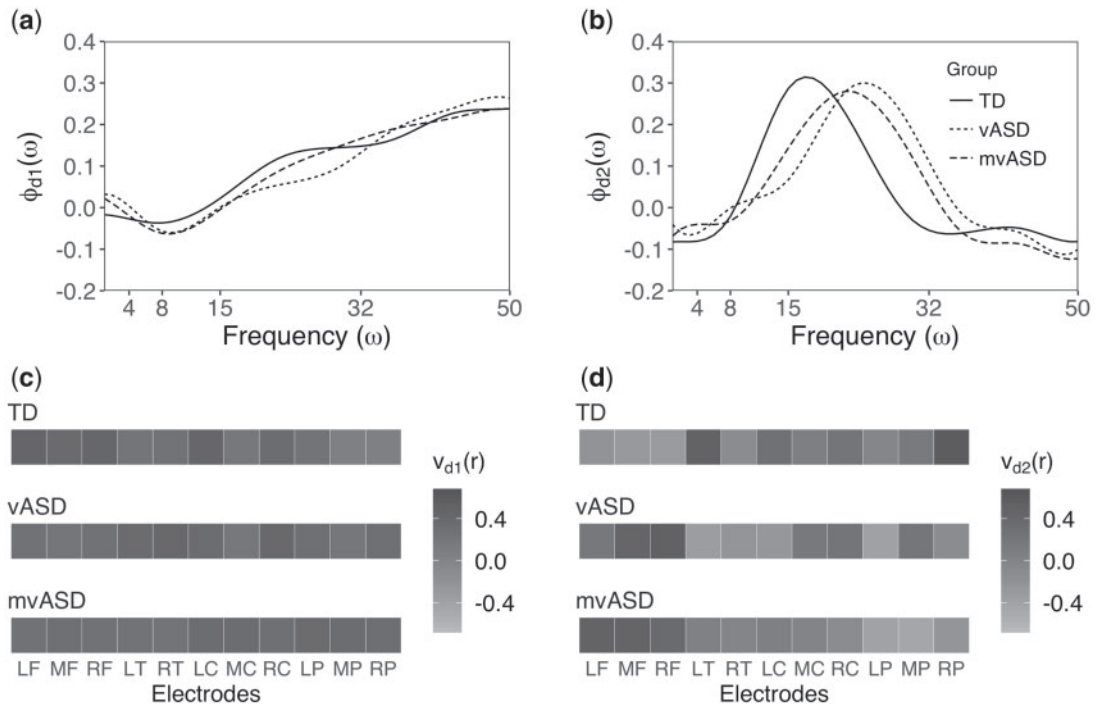 (a)
0.4
0.3
0.2
0.1
0.0
-0.1
-0.2
ϕd1(ω)
4 8 15 32 50
Frequency (ω)
(b)
0.4
0.3
0.2
0.1
0.0
-0.1
-0.2
ϕd2(ω)
Group
TD
vASD
mvASD
4 8 15 32 50
Frequency (ω)
(c)
TD
vASD
mvASD
LF MF RF LT RT LC MC RC LP MP RP
Electrodes
vd1(r)
0.4
0.0
-0.4
(d)
TD
vASD
mvASD
LF MF RF LT RT LC MC RC LP MP RP
Electrodes
vd2(r)
0.4
0.0
-0.4